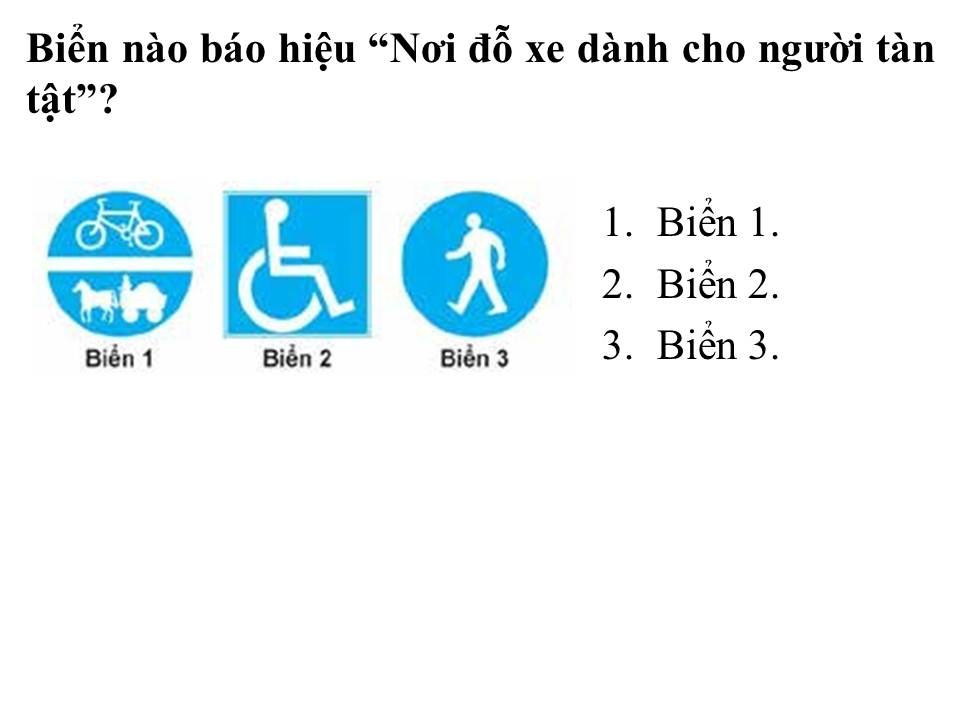 Biển nào báo hiệu “Nơi đỗ xe dành cho người tàn
tật”?
1. Biển 1.
2. Biển 2.
3. Biển 3.
Biển 1 Biển 2 Biển 3